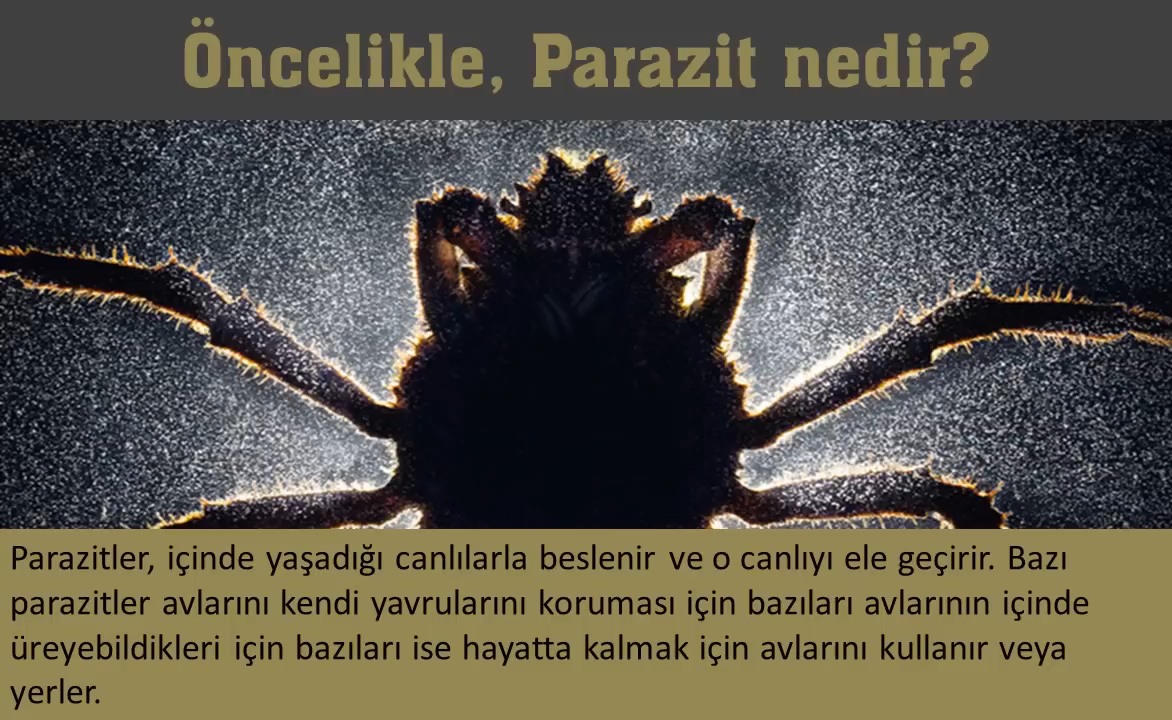 Öncelikle, Parazit nedir?
Parazitler, içinde yaşadığı canlılarla beslenir ve o canlıyı ele geçirir. Bazı
parazitler avlarını kendi yavrularını koruması için bazıları avlarının içinde
üreyebildikleri için bazıları ise hayatta kalmak için avlarını kullanır veya
yerler.